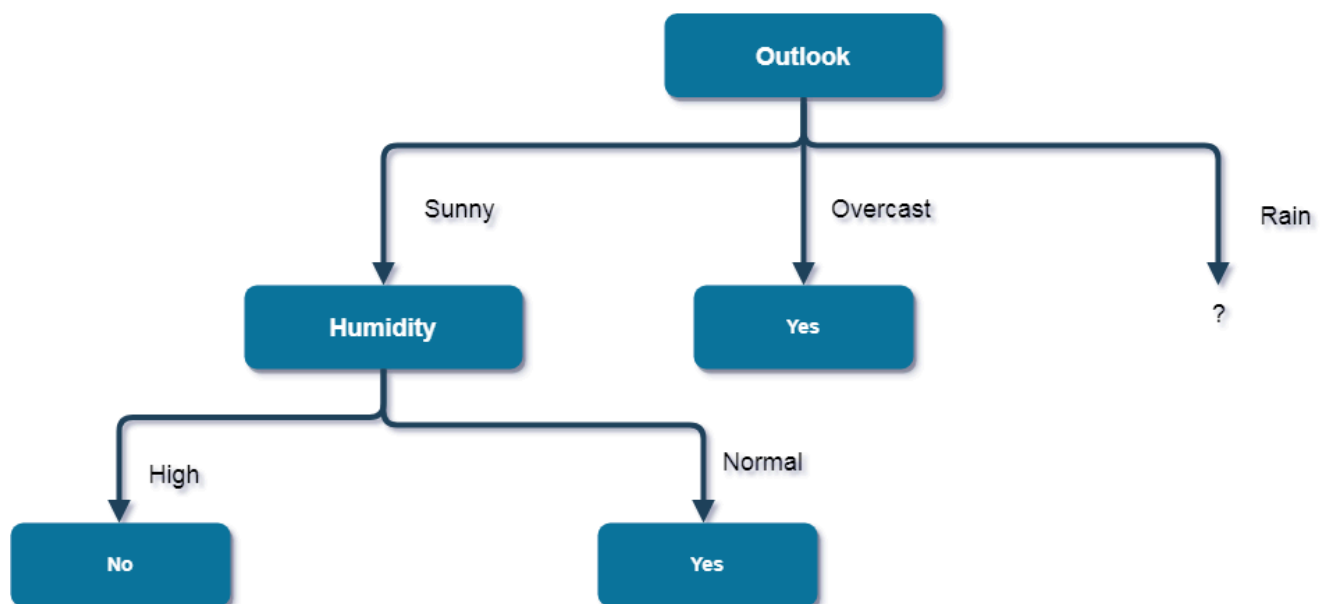 Outlook
Sunny
Overcast
Rain
Humidity
Yes
?
High
Normal
No
Yes